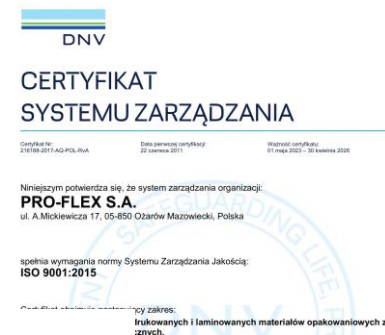 DNV
CERTYFIKAT
SYSTEMU ZARZĄDZANIA
Certyfikat Nr: Data pierwszej certyfikacji: Ważność certyfikatu:
216188-2017-AQ-POL-RvA 22 czerwca 2011 01 maja 2023 – 30 kwietnia 2026
Niniejszym potwierdza się, że system zarządzania organizacji:
PRO-FLEX S.A.
ul. A.Mickiewicza 17, 05-850 Ożarów Mazowiecki, Polska
spełnia wymagania normy Systemu Zarządzania Jakością:
ISO 9001:2015
zakres:
drukowanych i laminowanych materiałów opakowaniowych z